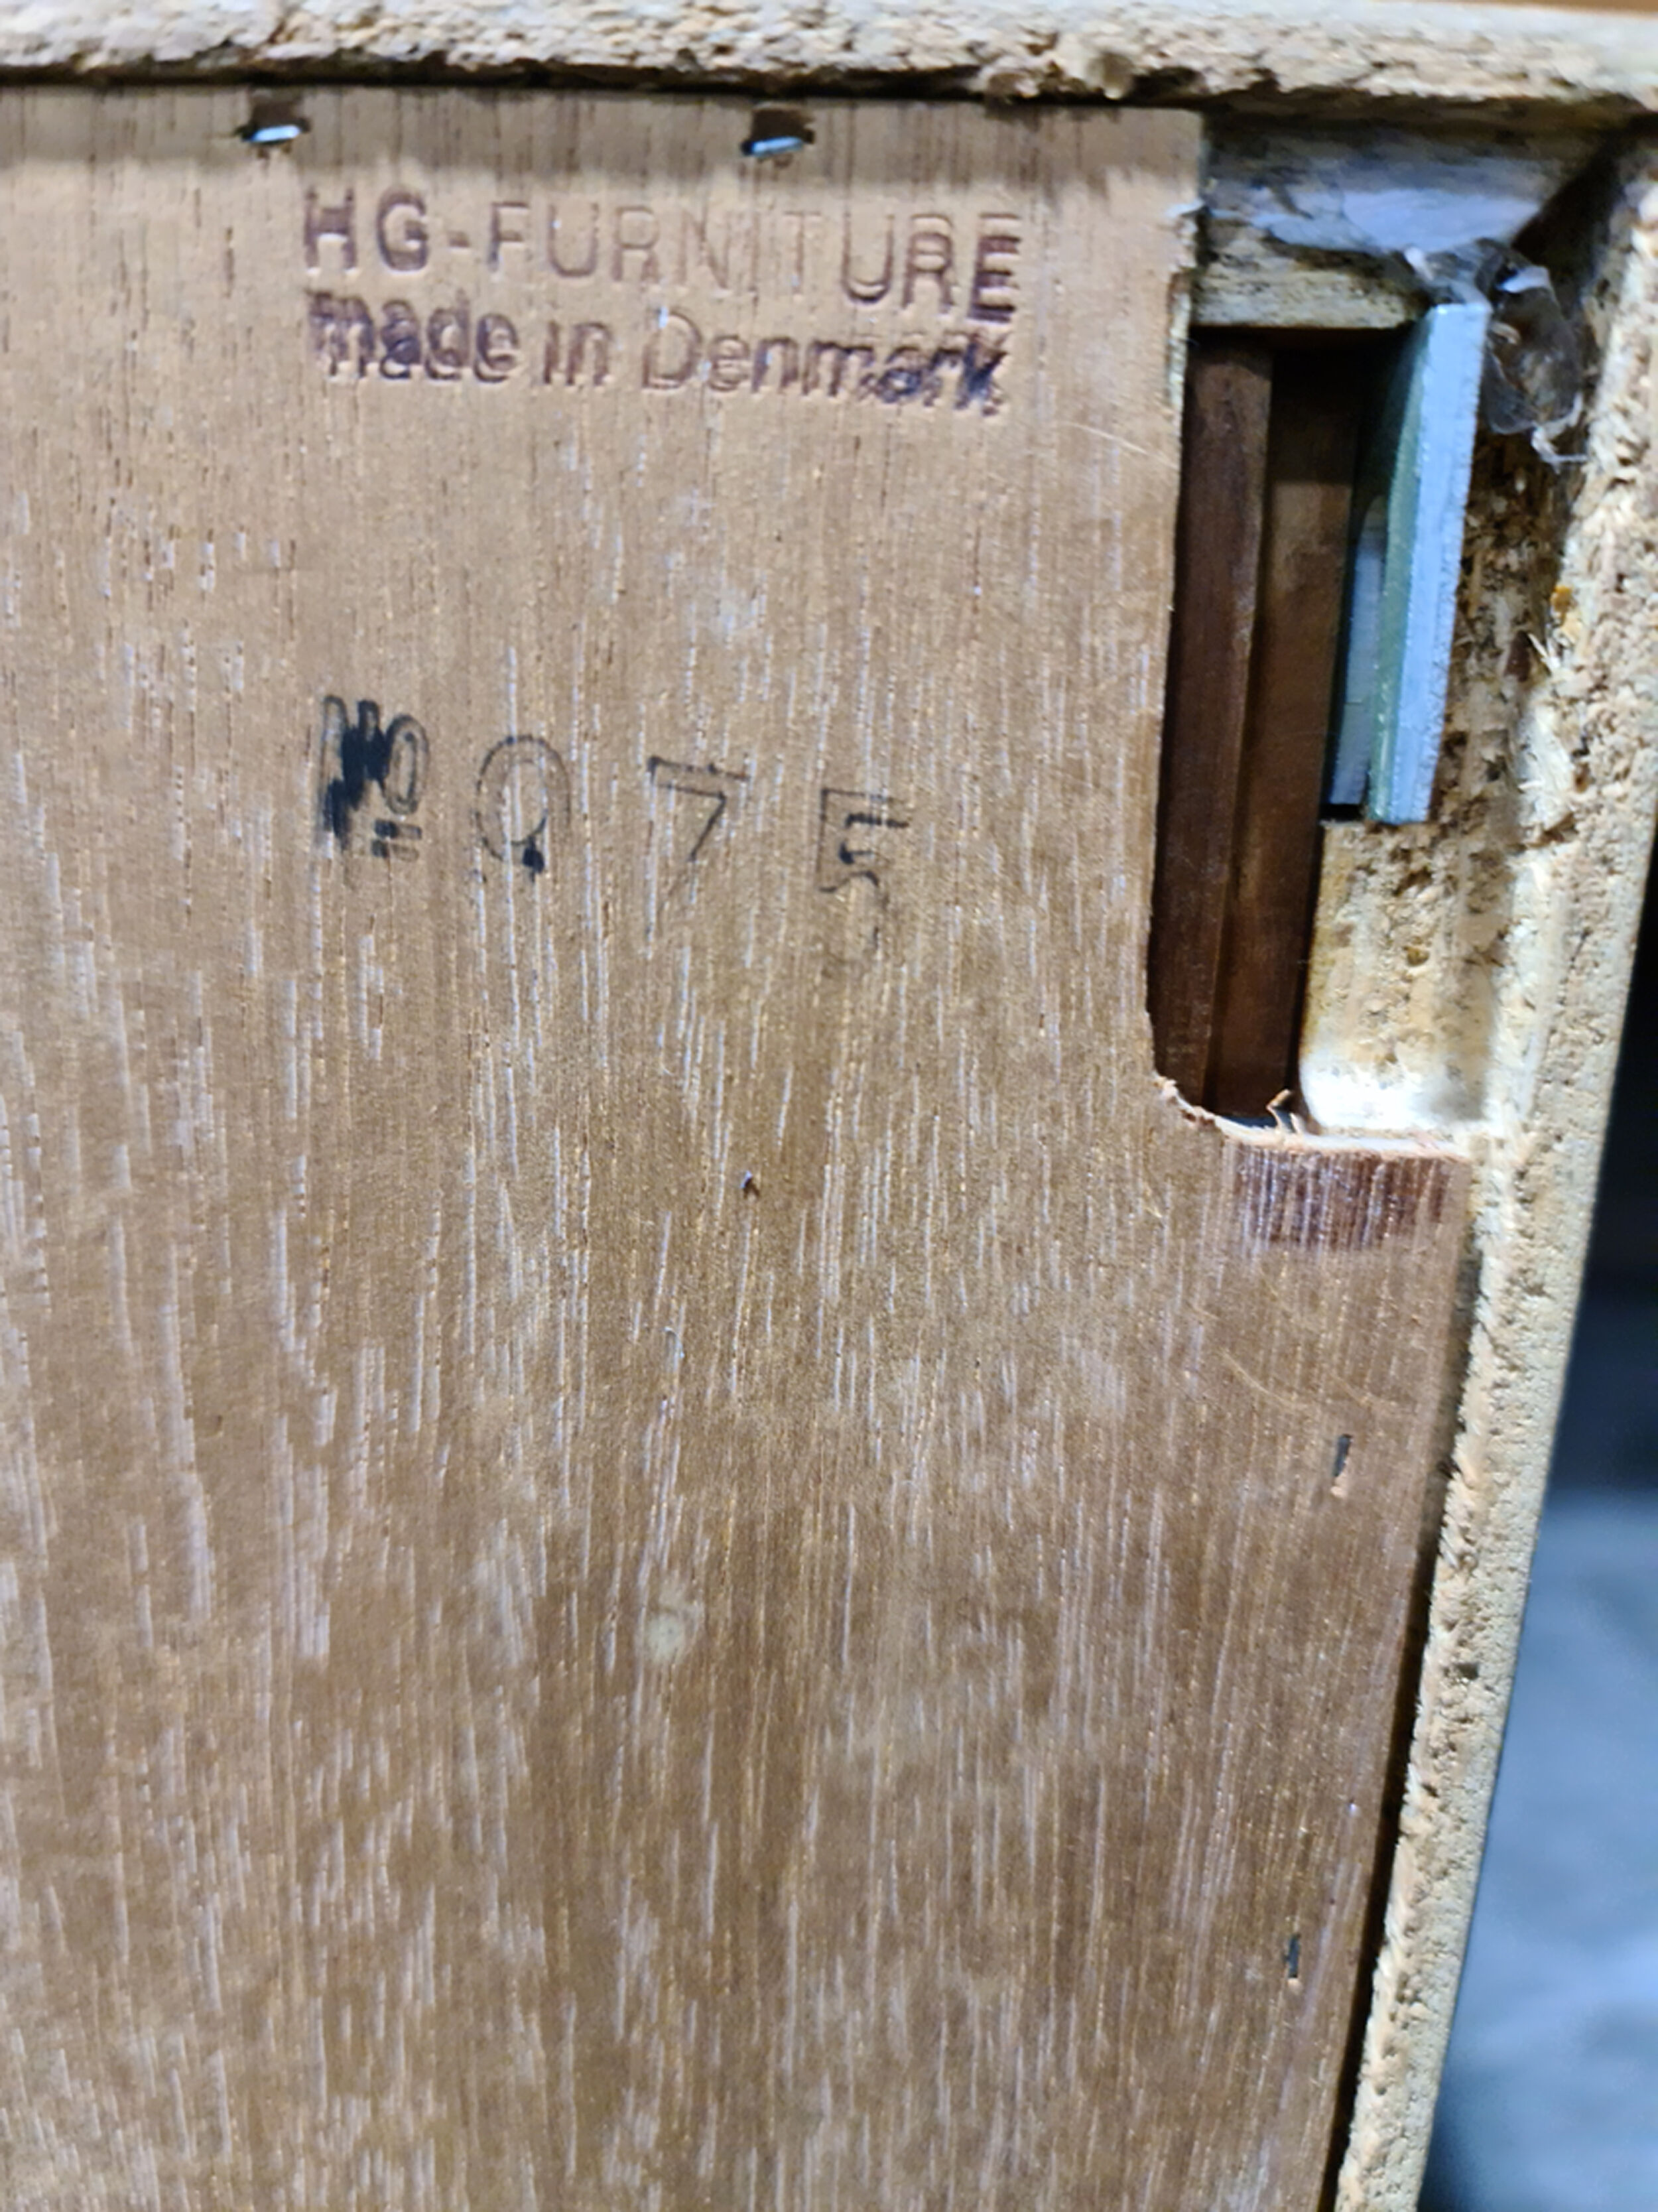 HG-FURNITURE
made in Denmark
№ 075